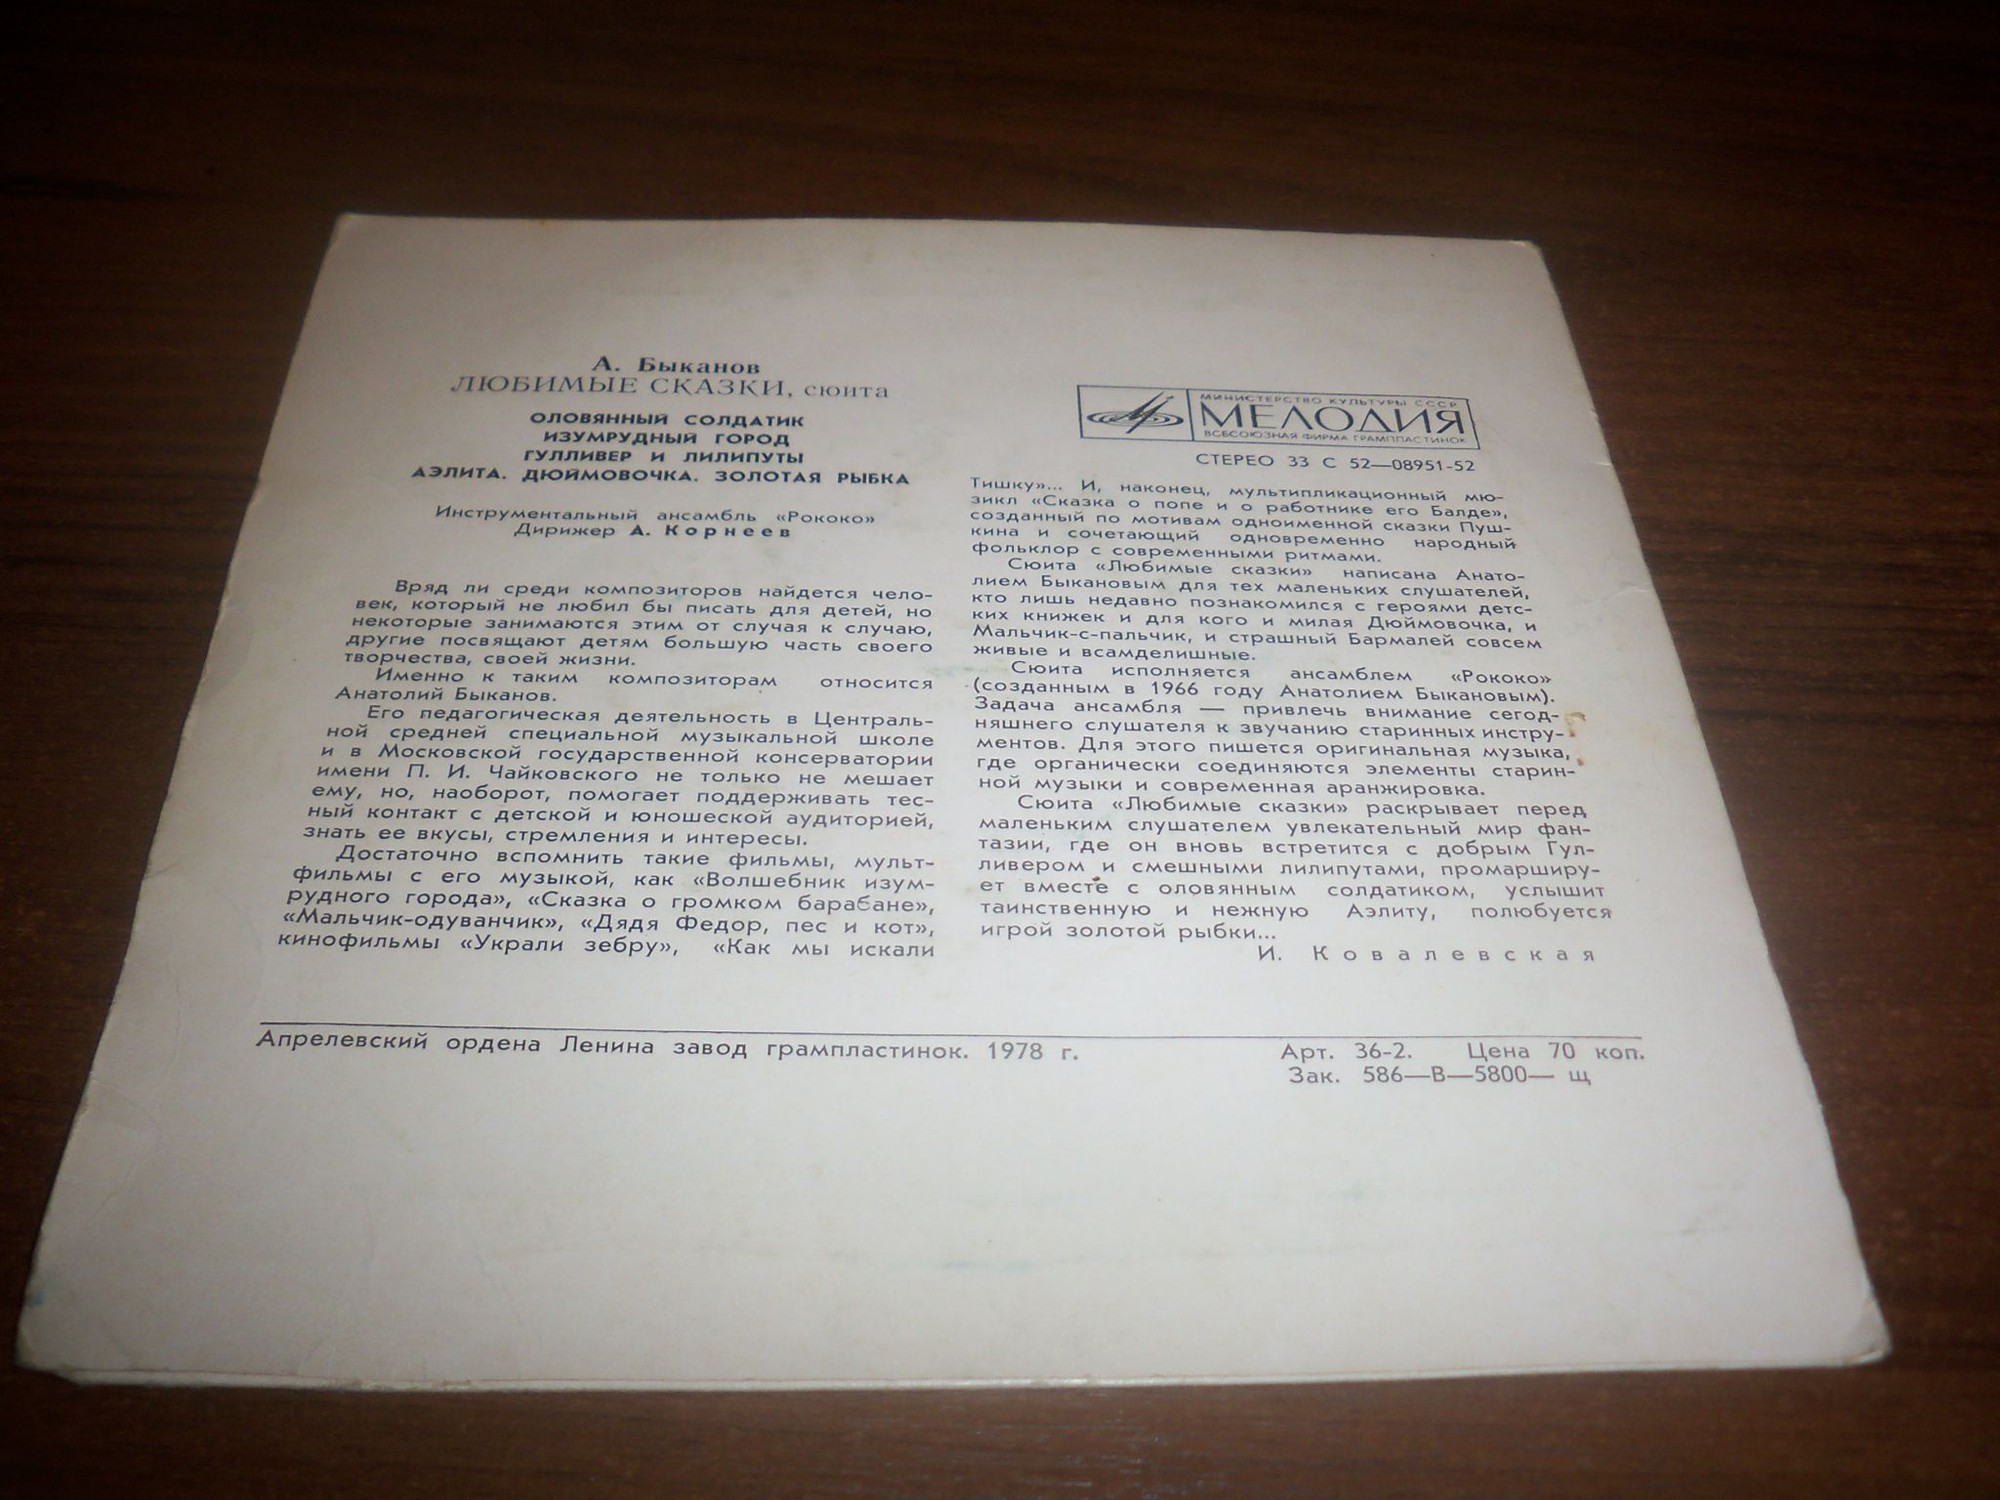 А. Быканов
ЛЮБИМЫЕ СКАЗКИ, сюита
ОЛОВЯННЫЙ СОЛДАТИК
ИЗУМРУДНЫЙ ГОРОД
ГУЛЛИВЕР И ЛИЛИПУТЫ
АЭЛИТА. ДЮЙМОВОЧКА. ЗОЛОТАЯ РЫБКА
Инструментальный ансамбль «Рококо»
Дирижер А. Корнеев
Вряд ли среди композиторов найдется чело-
век, который не любил бы писать для детей, но
некоторые занимаются этим от случая к случаю,
другие посвящают детям большую часть своего
творчества, своей жизни.
Именно к таким композиторам относится
Анатолий Быканов.
Его педагогическая деятельность в Централь-
ной средней специальной музыкальной школе
и в Московской государственной консерватории
имени П. И. Чайковского не только не мешает
ему, но, наоборот, помогает поддерживать тес-
ный контакт с детской и юношеской аудиторией,
знать ее вкусы, стремления и интересы.
Достаточно вспомнить такие фильмы, мульт-
фильмы с его музыкой, как «Волшебник изум-
рудного города», «Сказка о громком барабане»,
«Мальчик-одуванчик», «Дядя Федор, пес и кот»,
кинофильмы «Украли зебру», «Как мы искали
МИНИСТЕРСТВО КУЛЬТУРЫ СССР
МЕЛОДИЯ
ВСЕСОЮЗНАЯ ФИРМА ГРАМПЛАСТИНОК
СТЕРЕО 33 С 52—08951-52
Тишку»... И, наконец, мультипликационный мю-
зикл «Сказка о попе и о работнике его Балде»,
созданный по мотивам одноименной сказки Пуш-
кина и сочетающий одновременно народный
фольклор с современными ритмами.
Сюита «Любимые сказки» написана Анато-
лием Быкановым для тех маленьких слушателей,
кто лишь недавно познакомился с героями детс-
ких книжек и для кого и милая Дюймовочка, и
Мальчик-с-пальчик, и страшный Бармалей совсем
живые и всамделишные.
Сюита исполняется ансамблем «Рококо»
(созданным в 1966 году Анатолием Быкановым).
Задача ансамбля — привлечь внимание сегод-
няшнего слушателя к звучанию старинных инстру-
ментов. Для этого пишется оригинальная музыка,
где органически соединяются элементы старин-
ной музыки и современная аранжировка.
Сюита «Любимые сказки» раскрывает перед
маленьким слушателем увлекательный мир фан-
тазии, где он вновь встретится с добрым Гул-
ливером и смешными лилипутами, промарширу-
ет вместе с оловянным солдатиком, услышит
таинственную и нежную Аэлиту, полюбуется
игрой золотой рыбки...
И. Ковалевская
Апрелевский ордена Ленина завод грампластинок. 1978 г.
Арт. 36-2. Цена 70 коп.
Зак. 586—В—5800— щ